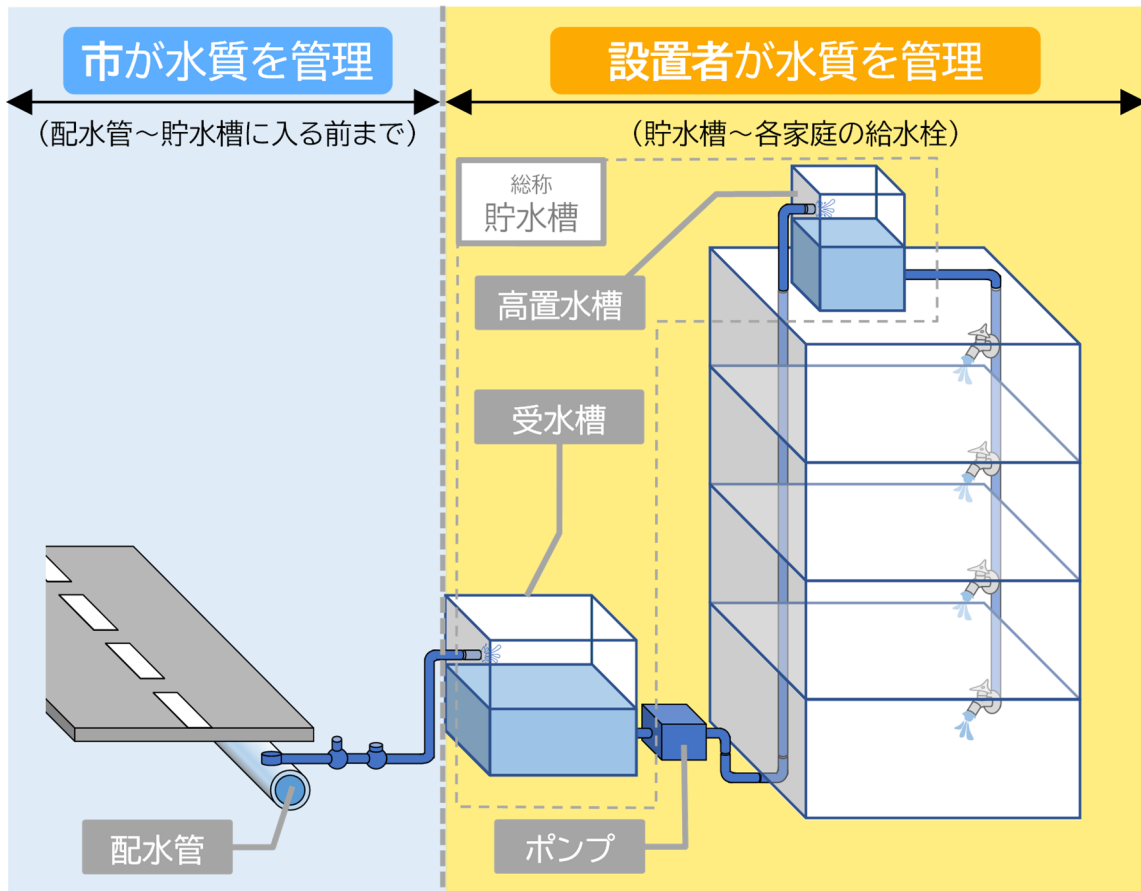 市が水質を管理
設置者が水質を管理
（配水管～貯水槽に入る前まで）
（貯水槽～各家庭の給水栓）
総称
貯水槽
高置水槽
受水槽
配水管
ポンプ